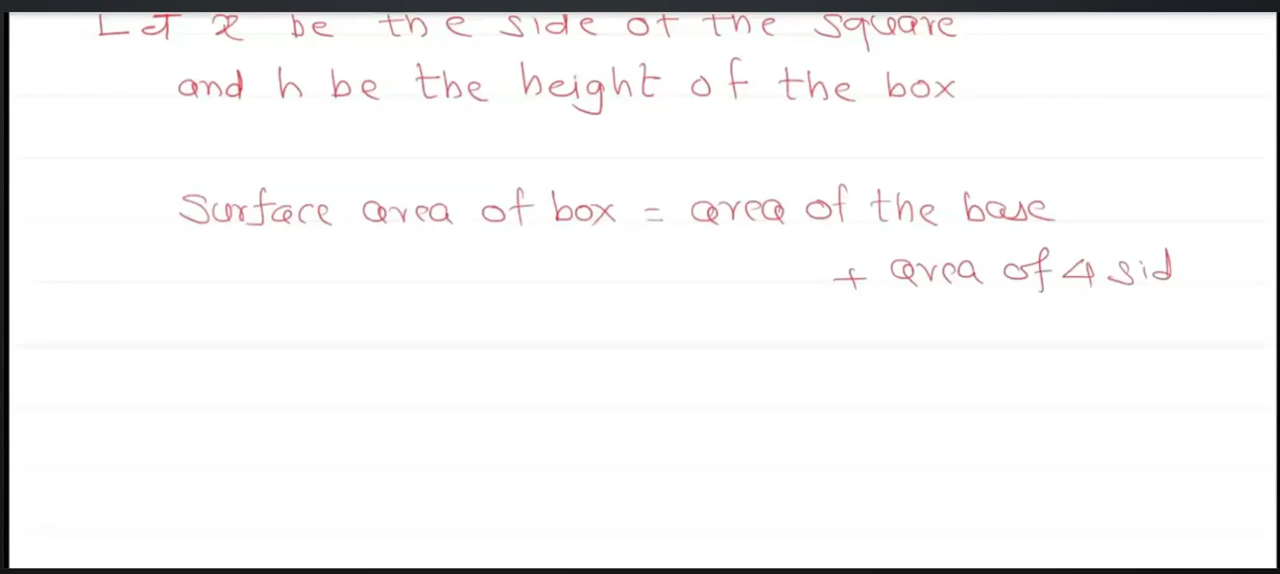 Let x be the side of the square
and h be the height of the box
Surface area of box = area of the base
+ area of 4 sid